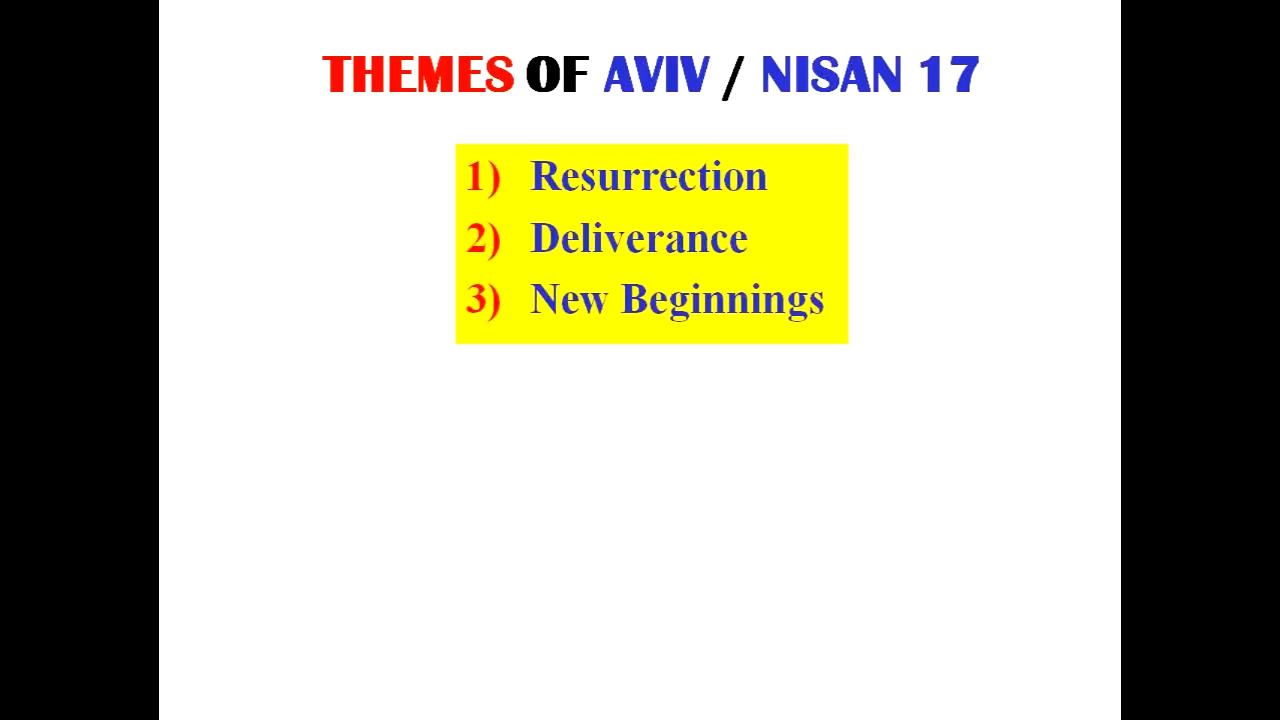 THEMES OF AVIV / NISAN 17
1) Resurrection
2) Deliverance
3) New Beginnings